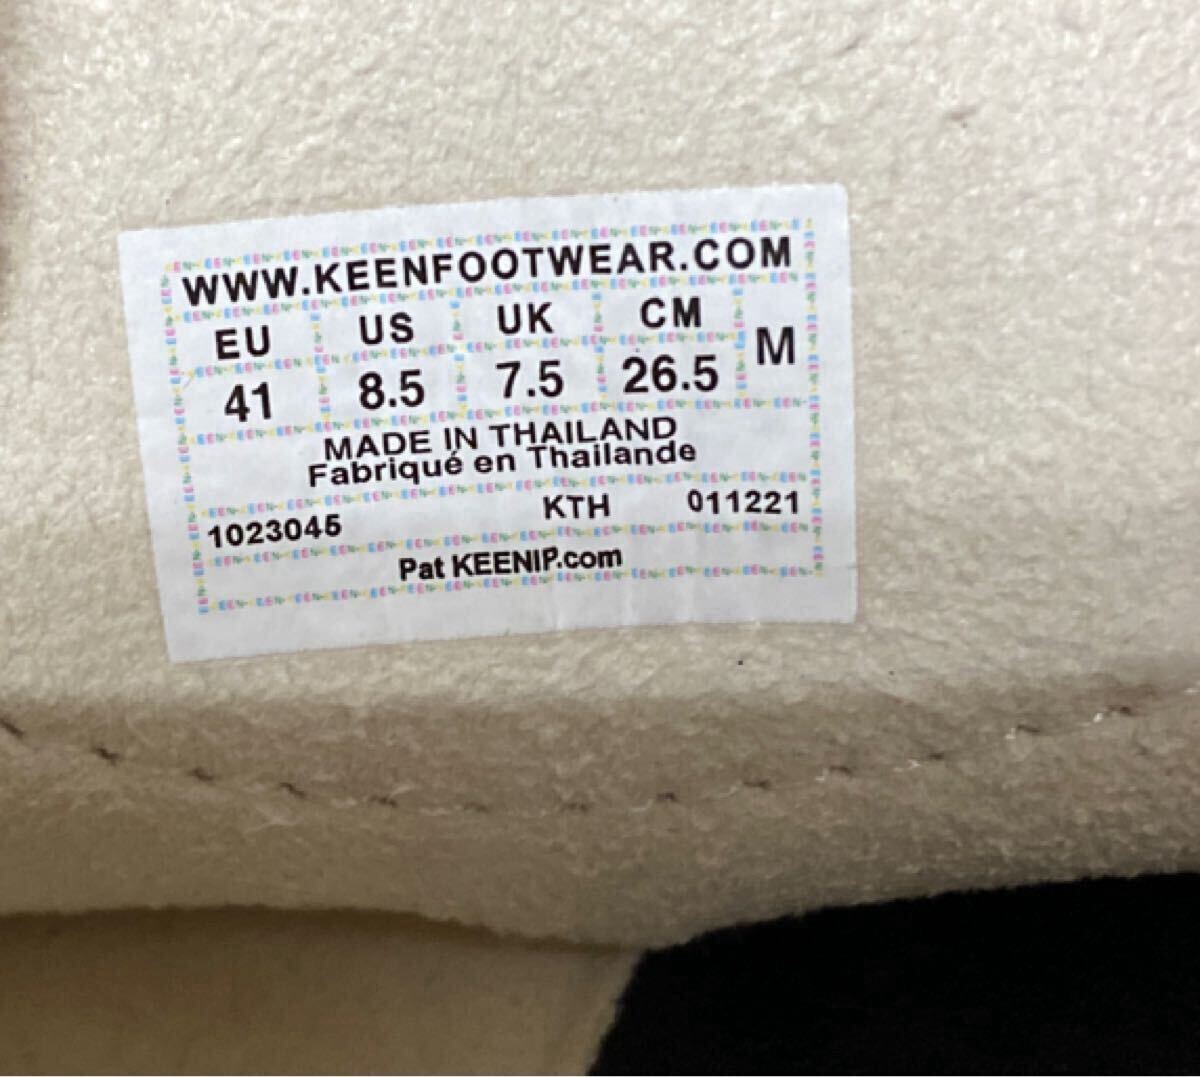 WWW.KEENFOOTWEAR.COM
EU US UK CM M
41 8.5 7.5 26.5
MADE IN THAILAND
Fabriqué en Thaïlande
1023045 KTH 011221
Pat KEENIP.com